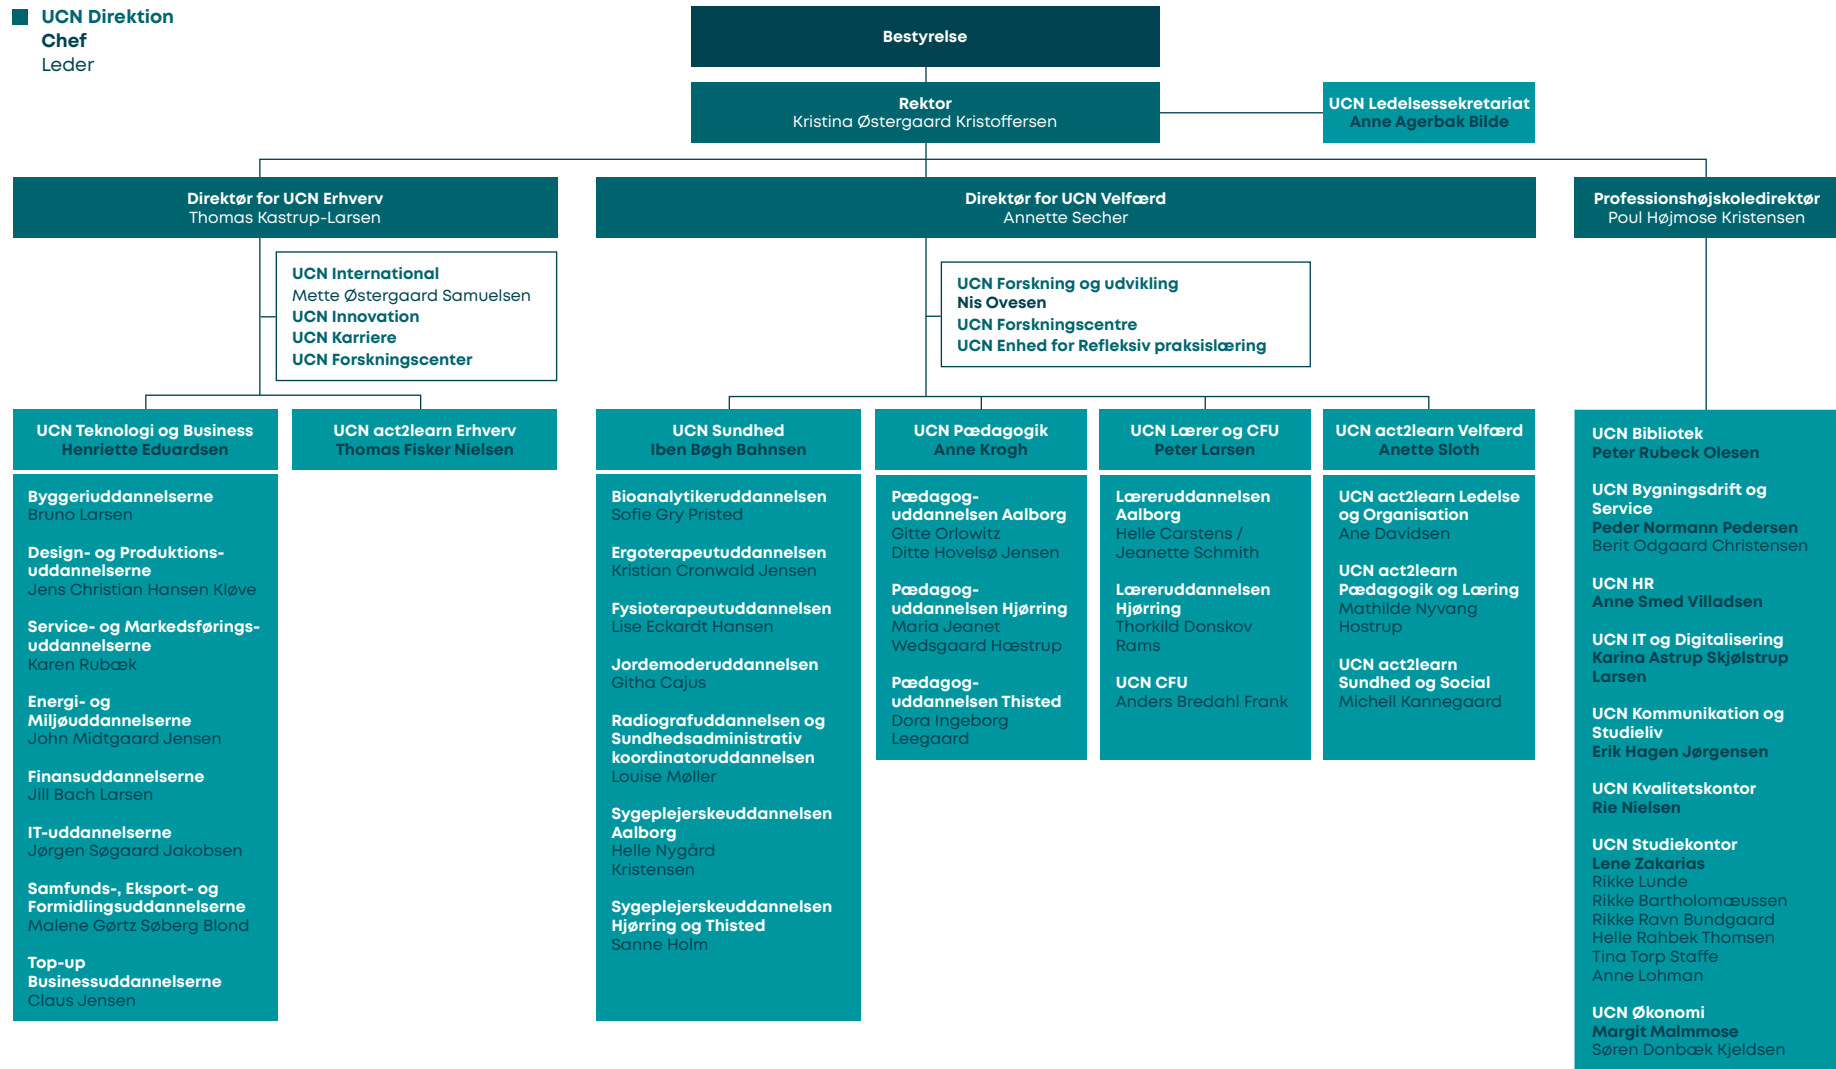 UCN Direktion
Chef
Leder
Bestyrelse
Rektor
Kristina Østergaard Kristoffersen
UCN Ledelsessekretariat
Anne Agerbak Bilde
Direktør for UCN Erhverv
Thomas Kastrup-Larsen
Direktør for UCN Velfærd
Annette Secher
Professionshøjskoledirektør
Poul Højmose Kristensen
UCN International
Mette Østergaard Samuelsen
UCN Innovation
UCN Karriere
UCN Forskningscenter
UCN Forskning og udvikling
Nis Ovesen
UCN Forskningscentre
UCN Enhed for Refleksiv praksislæring
UCN Teknologi og Business
Henriette Eduardsen
Byggeriuddannelserne
Bruno Larsen
Design- og Produktions-
uddannelserne
Jens Christian Hansen Kløve
Service- og Markedsførings-
uddannelserne
Karen Rubæk
Energi- og
Miljøuddannelserne
John Midtgaard Jensen
Finansuddannelserne
Jill Bach Larsen
IT-uddannelserne
Jørgen Søgaard Jakobsen
Samfunds-, Eksport- og
Formidlingsuddannelserne
Malene Gørtz Søberg Blond
Top-up
Businessuddannelserne
Claus Jensen
UCN act2learn Erhverv
Thomas Fisker Nielsen
UCN Sundhed
Iben Bøgh Bahnsen
Bioanalytikeruddannelsen
Sofie Gry Pristed
Ergoterapeutuddannelsen
Kristian Cronwald Jensen
Fysioterapeutuddannelsen
Lise Eckardt Hansen
Jordemoderuddannelsen
Githa Cajus
Radiografuddannelsen og
Sundhedsadministrativ
koordinatoruddannelsen
Louise Møller
Sygeplejerskeuddannelsen
Aalborg
Helle Nygård
Kristensen
Sygeplejerskeuddannelsen
Hjørring og Thisted
Sanne Holm
UCN Pædagogik
Anne Krogh
Pædagog-
uddannelsen Aalborg
Gitte Orlowitz
Ditte Hovelsø Jensen
Pædagog-
uddannelsen Hjørring
Maria Jeanet
Wedsgaard Hæstrup
Pædagog-
uddannelsen Thisted
Dora Ingeborg
Leegaard
UCN Lærer og CFU
Peter Larsen
Læreruddannelsen
Aalborg
Helle Carstens /
Jeanette Schmith
Læreruddannelsen
Hjørring
Thorkild Donskov
Rams
UCN CFU
Anders Bredahl Frank
UCN act2learn Velfærd
Anette Sloth
UCN act2learn Ledelse
og Organisation
Ane Davidsen
UCN act2learn
Pædagogik og Læring
Mathilde Nyvang
Hostrup
UCN act2learn
Sundhed og Social
Michell Kannegaard
UCN Bibliotek
Peter Rubeck Olesen
UCN Bygningsdrift og
Service
Peder Normann Pedersen
Berit Odgaard Christensen
UCN HR
Anne Smed Villadsen
UCN IT og Digitalisering
Karina Astrup Skjølstrup
Larsen
UCN Kommunikation og
Studieliv
Erik Hagen Jørgensen
UCN Kvalitetskontor
Rie Nielsen
UCN Studiekontor
Lene Zakarias
Rikke Lunde
Rikke Bartholomæussen
Rikke Ravn Bundgaard
Helle Rahbek Thomsen
Tina Torp Staffe
Anne Lohman
UCN Økonomi
Margit Malmmose
Søren Donbæk Kjeldsen